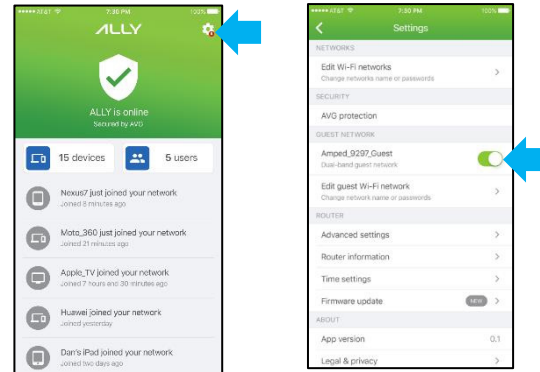 AT&T 7:30 PM 100%
ALLY
ALLY is online
Secured by AVG
15 devices
5 users
Nexus7 just joined your network
Joined 8 minutes ago
Moto_360 just joined your network
Joined 21 minutes ago
Apple_TV joined your network
Joined 7 hours and 30 minutes ago
Huawei joined your network
Joined yesterday
Dan's iPad joined your network
Joined two days ago
AT&T 7:30 PM 100%
Settings
NETWORKS
Edit Wi-Fi networks
Change networks name or passwords
SECURITY
AVG protection
GUEST NETWORK
Amped_9297_Guest
Dual-band guest network
Edit guest Wi-Fi network
Change network name or passwords
ROUTER
Advanced settings
Router information
Time settings
Firmware update NEW
ABOUT
App version 0.1
Legal & privacy